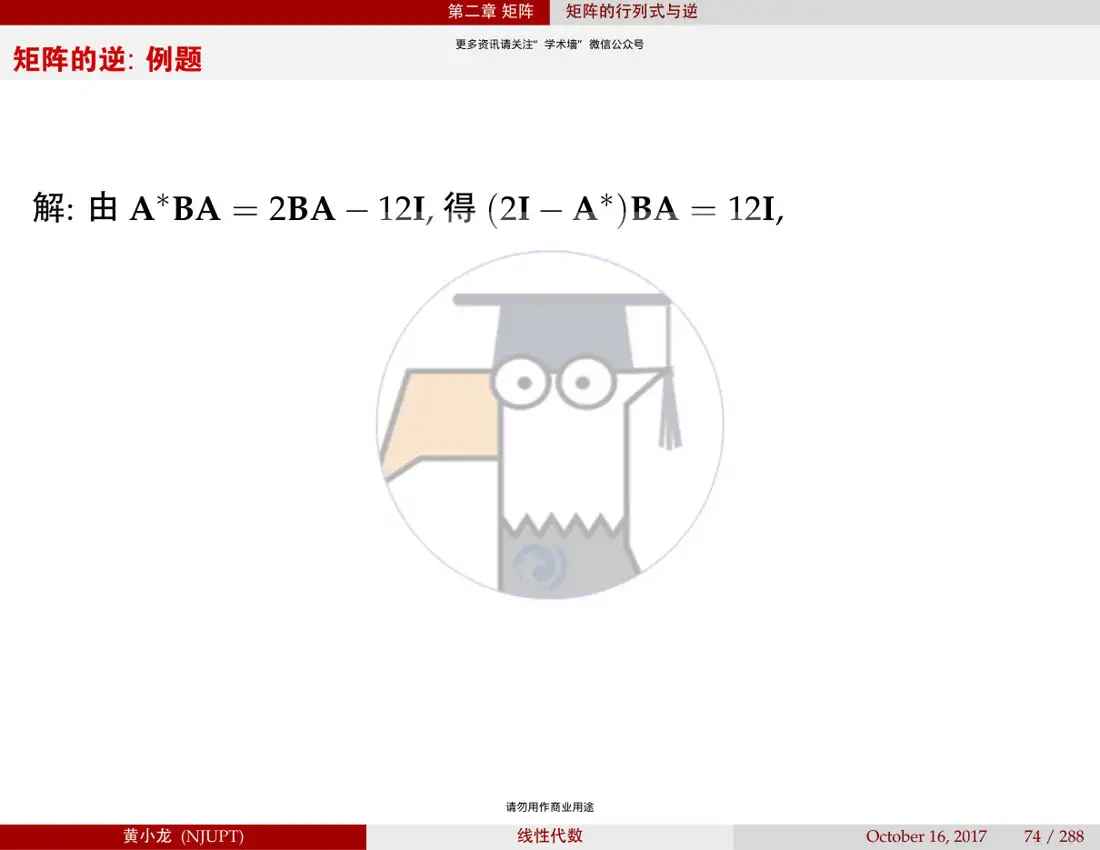 第二章 矩阵 矩阵的行列式与逆
更多资讯请关注“学术墙”微信公众号
矩阵的逆: 例题
解: 由 A*BA = 2BA − 12I, 得 (2I − A*)BA = 12I,
请勿用作商业用途
黄小龙 (NJUPT) 线性代数 October 16, 2017 74 / 288